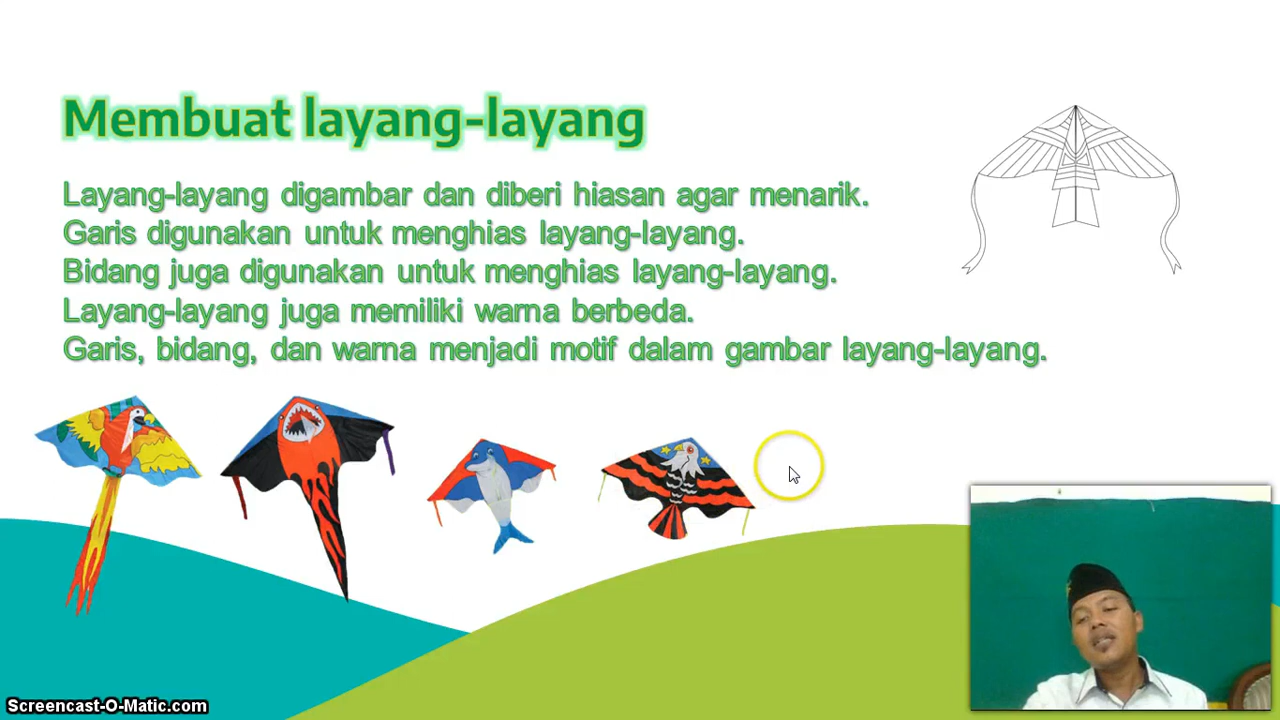 Membuat layang-layang
Layang-layang digambar dan diberi hiasan agar menarik.
Garis digunakan untuk menghias layang-layang.
Bidang juga digunakan untuk menghias layang-layang.
Layang-layang juga memiliki warna berbeda.
Garis, bidang, dan warna menjadi motif dalam gambar layang-layang.
Screencast-O-Matic.com